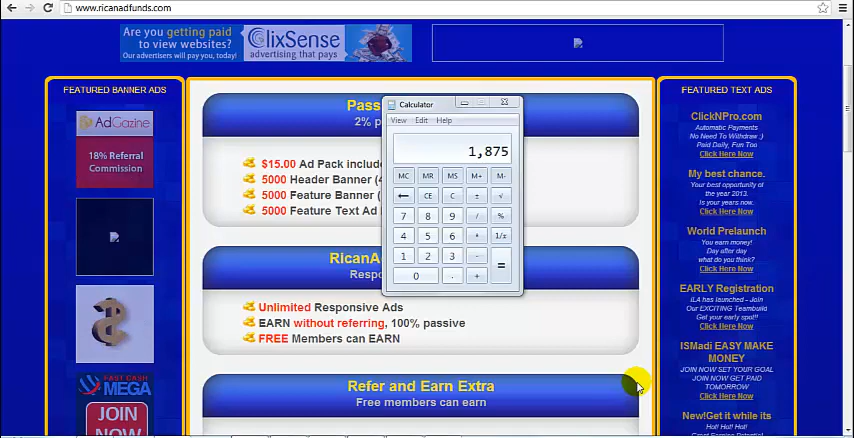 www.ricanadfunds.com
Are you getting paid
to view websites?
Our advertisers will pay you, today!
ClixSense
advertising that pays
FEATURED BANNER ADS
AdGazine
18% Referral
Commission
FAST CASH
MEGA
JOIN
NOW
Pass
2% p
$15.00 Ad Pack include
5000 Header Banner (4
5000 Feature Banner (
5000 Feature Text Ad
Calculator
View Edit Help
1,875
MC MR MS M+ M-
← CE C ± √
7 8 9 / %
4 5 6 * 1/x
1 2 3 - =
0 . +
RicanA
Respon
Unlimited Responsive Ads
EARN without referring, 100% passive
FREE Members can EARN
Refer and Earn Extra
Free members can earn
FEATURED TEXT ADS
ClickNPro.com
Automatic Payments
No Need To Withdraw ;)
Paid Daily, Fun Too
Click Here Now
My best chance.
Your best opportunity of
the year 2013.
Is your years now.
Click Here Now
World Prelaunch
You earn money!
Day after day
what do you think?
Click Here Now
EARLY Registration
iLA has launched - Join
Our EXCITING Teambuild
Get your early spot!!
Click Here Now
ISMadi EASY MAKE
MONEY
JOIN NOW SET YOUR GOAL
JOIN NOW GET PAID
TOMORROW
Click Here Now
New!Get it while its
Hot! Hot! Hot!